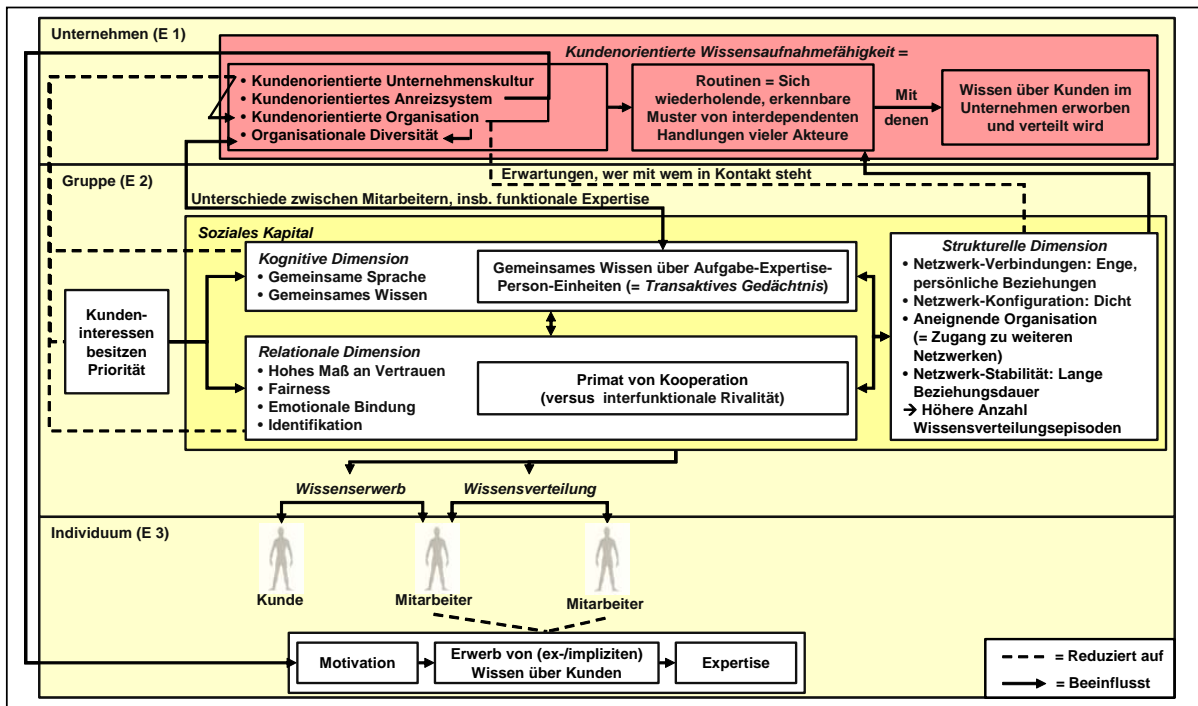 Unternehmen (E 1)
Kundenorientierte Wissensaufnahmefähigkeit =
• Kundenorientierte Unternehmenskultur
• Kundenorientiertes Anreizsystem
• Kundenorientierte Organisation
• Organisationale Diversität
Routinen = Sich
wiederholende, erkennbare
Muster von interdependenten
Handlungen vieler Akteure
Mit
denen
Wissen über Kunden im
Unternehmen erworben
und verteilt wird
Gruppe (E 2)
Erwartungen, wer mit wem in Kontakt steht
Unterschiede zwischen Mitarbeitern, insb. funktionale Expertise
Soziales Kapital
Kunden-
interessen
besitzen
Priorität
Kognitive Dimension
• Gemeinsame Sprache
• Gemeinsames Wissen
Gemeinsames Wissen über Aufgabe-Expertise-
Person-Einheiten (= Transaktives Gedächtnis)
Relationale Dimension
• Hohes Maß an Vertrauen
• Fairness
• Emotionale Bindung
• Identifikation
Primat von Kooperation
(versus interfunktionale Rivalität)
Strukturelle Dimension
• Netzwerk-Verbindungen: Enge,
persönliche Beziehungen
• Netzwerk-Konfiguration: Dicht
• Aneignende Organisation
(= Zugang zu weiteren
Netzwerken)
• Netzwerk-Stabilität: Lange
Beziehungsdauer
→ Höhere Anzahl
Wissensverteilungsepisoden
Wissenserwerb
Wissensverteilung
Individuum (E 3)
Kunde
Mitarbeiter
Mitarbeiter
Motivation
Erwerb von (ex-/impliziten)
Wissen über Kunden
Expertise
= Reduziert auf
= Beeinflusst